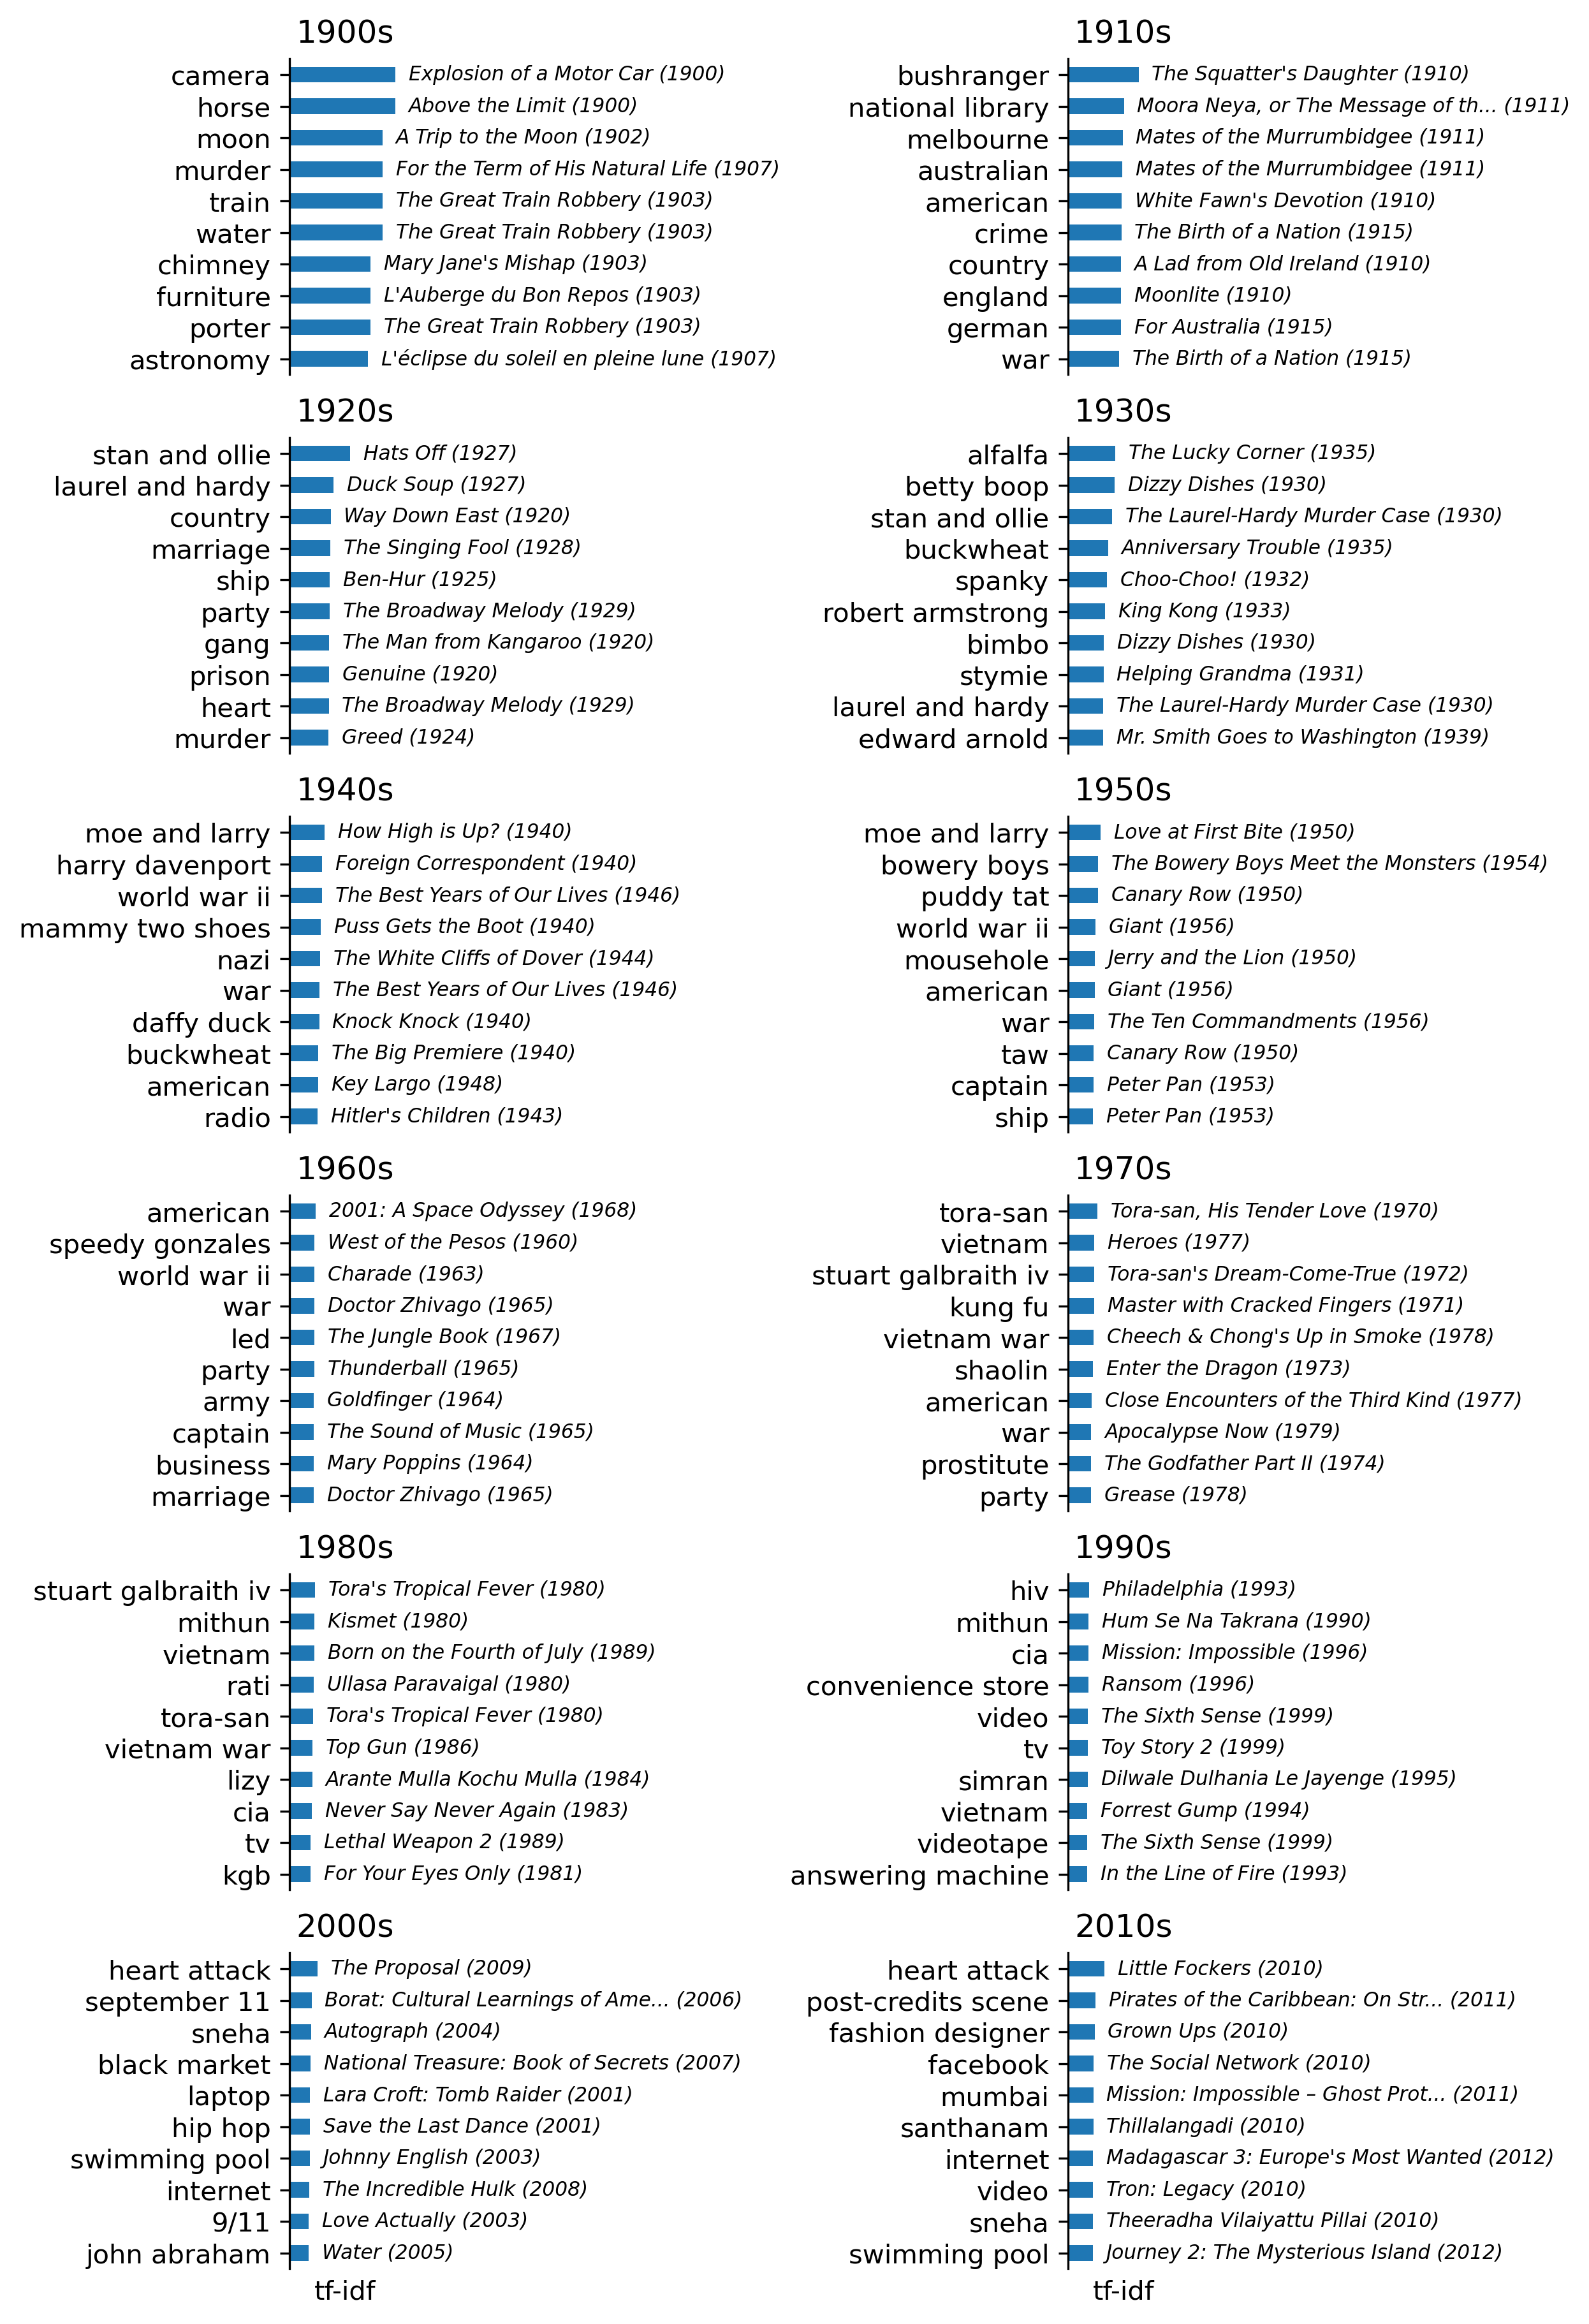 1900s
camera Explosion of a Motor Car (1900)
horse Above the Limit (1900)
moon A Trip to the Moon (1902)
murder For the Term of His Natural Life (1907)
train The Great Train Robbery (1903)
water The Great Train Robbery (1903)
chimney Mary Jane's Mishap (1903)
furniture L'Auberge du Bon Repos (1903)
porter The Great Train Robbery (1903)
astronomy L'éclipse du soleil en pleine lune (1907)
1910s
bushranger The Squatter's Daughter (1910)
national library Moora Neya, or The Message of th... (1911)
melbourne Mates of the Murrumbidgee (1911)
australian Mates of the Murrumbidgee (1911)
american White Fawn's Devotion (1910)
crime The Birth of a Nation (1915)
country A Lad from Old Ireland (1910)
england Moonlite (1910)
german For Australia (1915)
war The Birth of a Nation (1915)
1920s
stan and ollie Hats Off (1927)
laurel and hardy Duck Soup (1927)
country Way Down East (1920)
marriage The Singing Fool (1928)
ship Ben-Hur (1925)
party The Broadway Melody (1929)
gang The Man from Kangaroo (1920)
prison Genuine (1920)
heart The Broadway Melody (1929)
murder Greed (1924)
1930s
alfalfa The Lucky Corner (1935)
betty boop Dizzy Dishes (1930)
stan and ollie The Laurel-Hardy Murder Case (1930)
buckwheat Anniversary Trouble (1935)
spanky Choo-Choo! (1932)
robert armstrong King Kong (1933)
bimbo Dizzy Dishes (1930)
stymie Helping Grandma (1931)
laurel and hardy The Laurel-Hardy Murder Case (1930)
edward arnold Mr. Smith Goes to Washington (1939)
1940s
moe and larry How High is Up? (1940)
harry davenport Foreign Correspondent (1940)
world war ii The Best Years of Our Lives (1946)
mammy two shoes Puss Gets the Boot (1940)
nazi The White Cliffs of Dover (1944)
war The Best Years of Our Lives (1946)
daffy duck Knock Knock (1940)
buckwheat The Big Premiere (1940)
american Key Largo (1948)
radio Hitler's Children (1943)
1950s
moe and larry Love at First Bite (1950)
bowery boys The Bowery Boys Meet the Monsters (1954)
puddy tat Canary Row (1950)
world war ii Giant (1956)
mousehole Jerry and the Lion (1950)
american Giant (1956)
war The Ten Commandments (1956)
taw Canary Row (1950)
captain Peter Pan (1953)
ship Peter Pan (1953)
1960s
american 2001: A Space Odyssey (1968)
speedy gonzales West of the Pesos (1960)
world war ii Charade (1963)
war Doctor Zhivago (1965)
led The Jungle Book (1967)
party Thunderball (1965)
army Goldfinger (1964)
captain The Sound of Music (1965)
business Mary Poppins (1964)
marriage Doctor Zhivago (1965)
1970s
tora-san Tora-san, His Tender Love (1970)
vietnam Heroes (1977)
stuart galbraith iv Tora-san's Dream-Come-True (1972)
kung fu Master with Cracked Fingers (1971)
vietnam war Cheech & Chong's Up in Smoke (1978)
shaolin Enter the Dragon (1973)
american Close Encounters of the Third Kind (1977)
war Apocalypse Now (1979)
prostitute The Godfather Part II (1974)
party Grease (1978)
1980s
stuart galbraith iv Tora's Tropical Fever (1980)
mithun Kismet (1980)
vietnam Born on the Fourth of July (1989)
rati Ullasa Paravaigal (1980)
tora-san Tora's Tropical Fever (1980)
vietnam war Top Gun (1986)
lizy Arante Mulla Kochu Mulla (1984)
cia Never Say Never Again (1983)
tv Lethal Weapon 2 (1989)
kgb For Your Eyes Only (1981)
1990s
hiv Philadelphia (1993)
mithun Hum Se Na Takrana (1990)
cia Mission: Impossible (1996)
convenience store Ransom (1996)
video The Sixth Sense (1999)
tv Toy Story 2 (1999)
simran Dilwale Dulhania Le Jayenge (1995)
vietnam Forrest Gump (1994)
videotape The Sixth Sense (1999)
answering machine In the Line of Fire (1993)
2000s
heart attack The Proposal (2009)
september 11 Borat: Cultural Learnings of Ame... (2006)
sneha Autograph (2004)
black market National Treasure: Book of Secrets (2007)
laptop Lara Croft: Tomb Raider (2001)
hip hop Save the Last Dance (2001)
swimming pool Johnny English (2003)
internet The Incredible Hulk (2008)
9/11 Love Actually (2003)
john abraham Water (2005)
tf-idf
2010s
heart attack Little Fockers (2010)
post-credits scene Pirates of the Caribbean: On Str... (2011)
fashion designer Grown Ups (2010)
facebook The Social Network (2010)
mumbai Mission: Impossible – Ghost Prot... (2011)
santhanam Thillalangadi (2010)
internet Madagascar 3: Europe's Most Wanted (2012)
video Tron: Legacy (2010)
sneha Theeradha Vilaiyattu Pillai (2010)
swimming pool Journey 2: The Mysterious Island (2012)
tf-idf